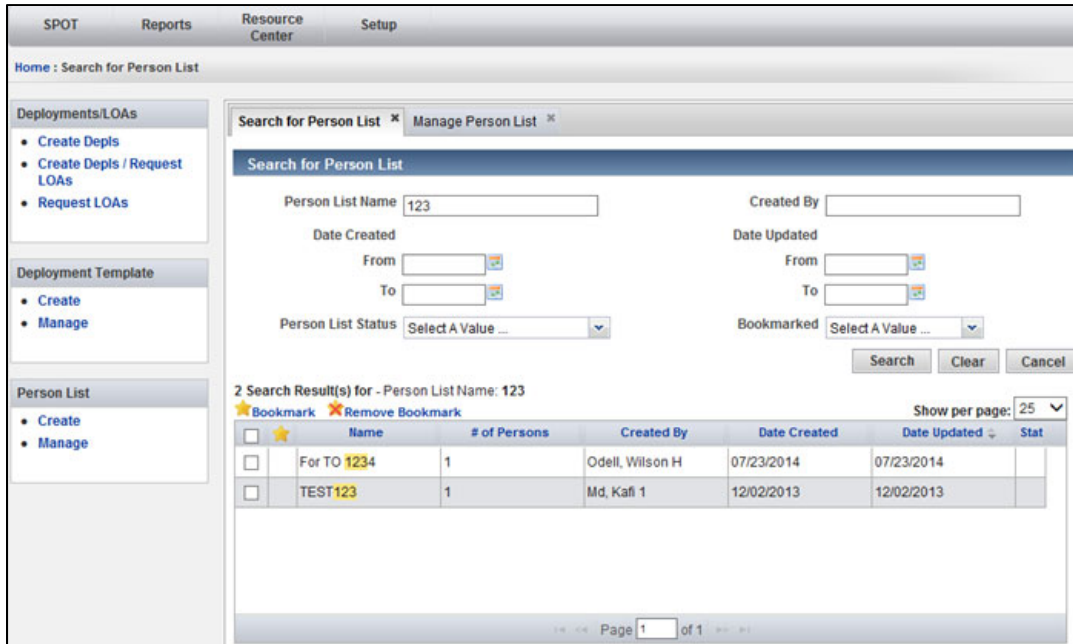 SPOT Reports Resource Center Setup
Home : Search for Person List
Deployments/LOAs
Create Depls
Create Depls / Request
LOAs
Request LOAs
Deployment Template
Create
Manage
Person List
Create
Manage
Search for Person List Manage Person List
Search for Person List
Person List Name 123 Created By
Date Created Date Updated
From From
To To
Person List Status Select A Value ... Bookmarked Select A Value ...
Search Clear Cancel
2 Search Result(s) for - Person List Name: 123
Bookmark Remove Bookmark Show per page: 25
Name # of Persons Created By Date Created Date Updated Stat
For TO 1234 1 Odell, Wilson H 07/23/2014 07/23/2014
TEST123 1 Md, Kafi 1 12/02/2013 12/02/2013
Page 1 of 1